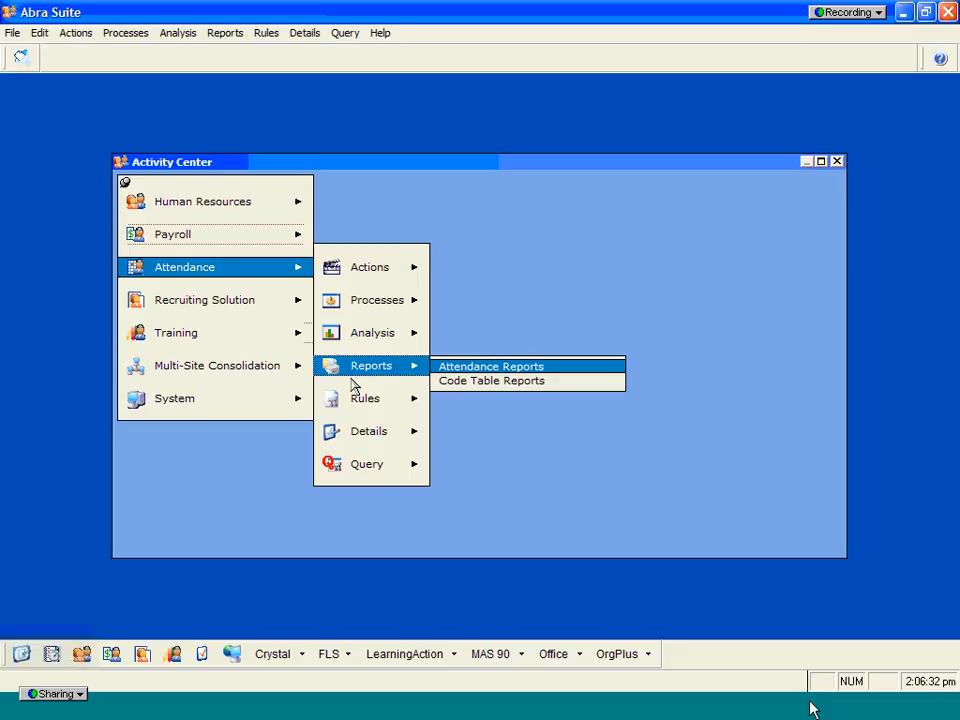 Abra Suite
Recording
File Edit Actions Processes Analysis Reports Rules Details Query Help
Activity Center
Human Resources
Payroll
Attendance
Recruiting Solution
Training
Multi-Site Consolidation
System
Actions
Processes
Analysis
Reports
Rules
Details
Query
Attendance Reports
Code Table Reports
Crystal FLS LearningAction MAS 90 Office OrgPlus
NUM 2:06:32 pm
Sharing